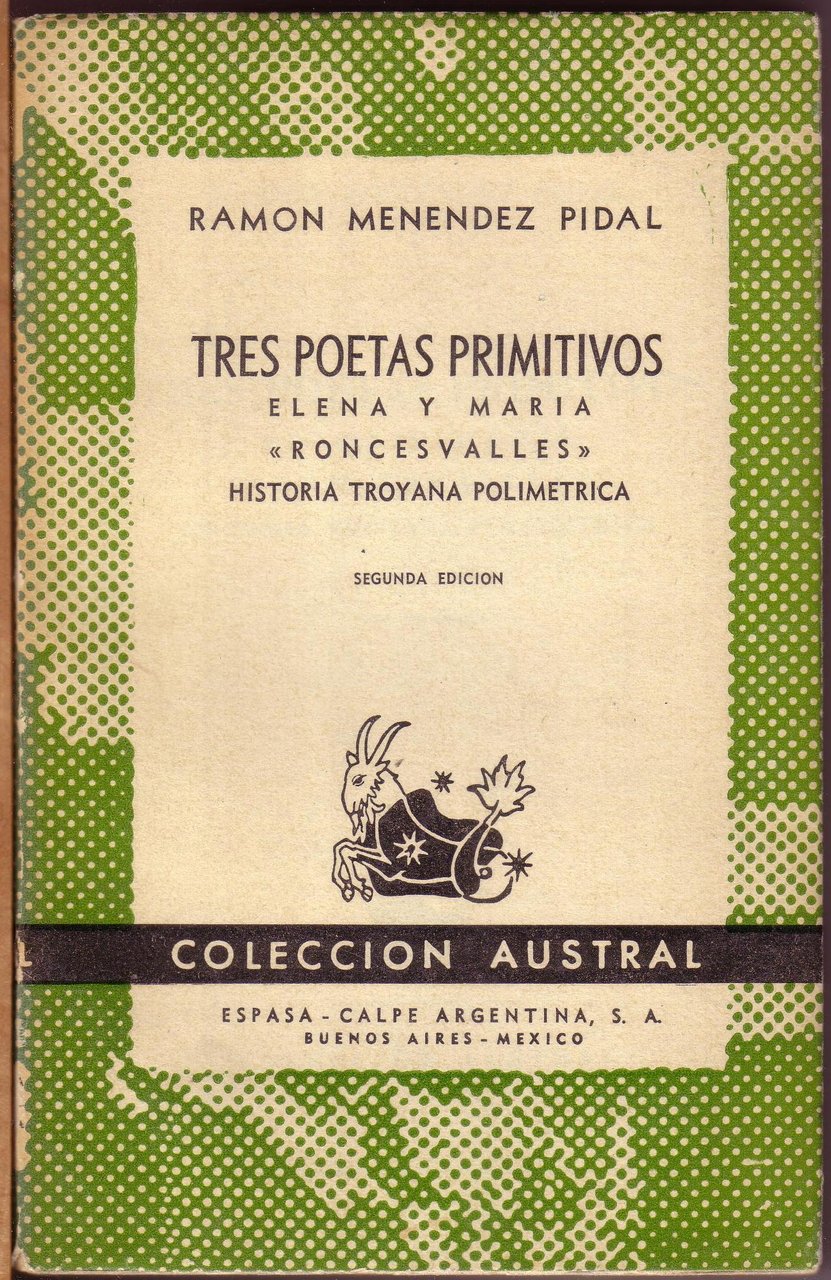 RAMON MENENDEZ PIDAL
TRES POETAS PRIMITIVOS
ELENA Y MARIA
«RONCESVALLES»
HISTORIA TROYANA POLIMETRICA
SEGUNDA EDICION
L
COLECCION AUSTRAL
ESPASA - CALPE ARGENTINA, S. A.
BUENOS AIRES - MEXICO